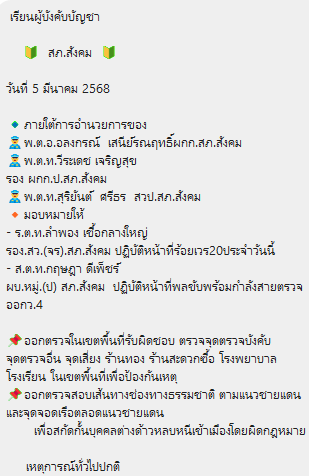 เรียนผู้บังคับบัญชา
🔰 สภ.สังคม 🔰
วันที่ 5 มีนาคม 2568
🔹ภายใต้การอำนวยการของ
👮พ.ต.อ.อลงกรณ์ เสนีย์รณฤทธิ์ผกก.สภ.สังคม
👮พ.ต.ท.วีระเดช เจริญสุข
รอง ผกก.ป.สภ.สังคม
👮พ.ต.ท.สุริยันต์ ศรีธร สวป.สภ.สังคม
🔸มอบหมายให้
- ร.ต.ท.ลำพอง เชื้อกลางใหญ่
รอง.สว.(จร).สภ.สังคม ปฏิบัติหน้าที่ร้อยเวร20ประจำวันนี้
- ส.ต.ท.กฤษฎา ดีเพ็ชร์
ผบ.หมู่.(ป) สภ.สังคม ปฏิบัติหน้าที่พลขับพร้อมกำลังสายตรวจ
ออกว.4
📌ออกตรวจในเขตพื้นที่รับผิดชอบ ตรวจจุดตรวจบังคับ
จุดตรวจอื่น จุดเสี่ยง ร้านทอง ร้านสะดวกซื้อ โรงพยาบาล
โรงเรียน ในเขตพื้นที่เพื่อป้องกันเหตุ
📌ออกตรวจสอบเส้นทางช่องทางธรรมชาติ ตามแนวชายแดน
และจุดจอดเรือตลอดแนวชายแดน
เพื่อสกัดกั้นบุคคลต่างด้าวหลบหนีเข้าเมืองโดยผิดกฎหมาย
เหตุการณ์ทั่วไปปกติ